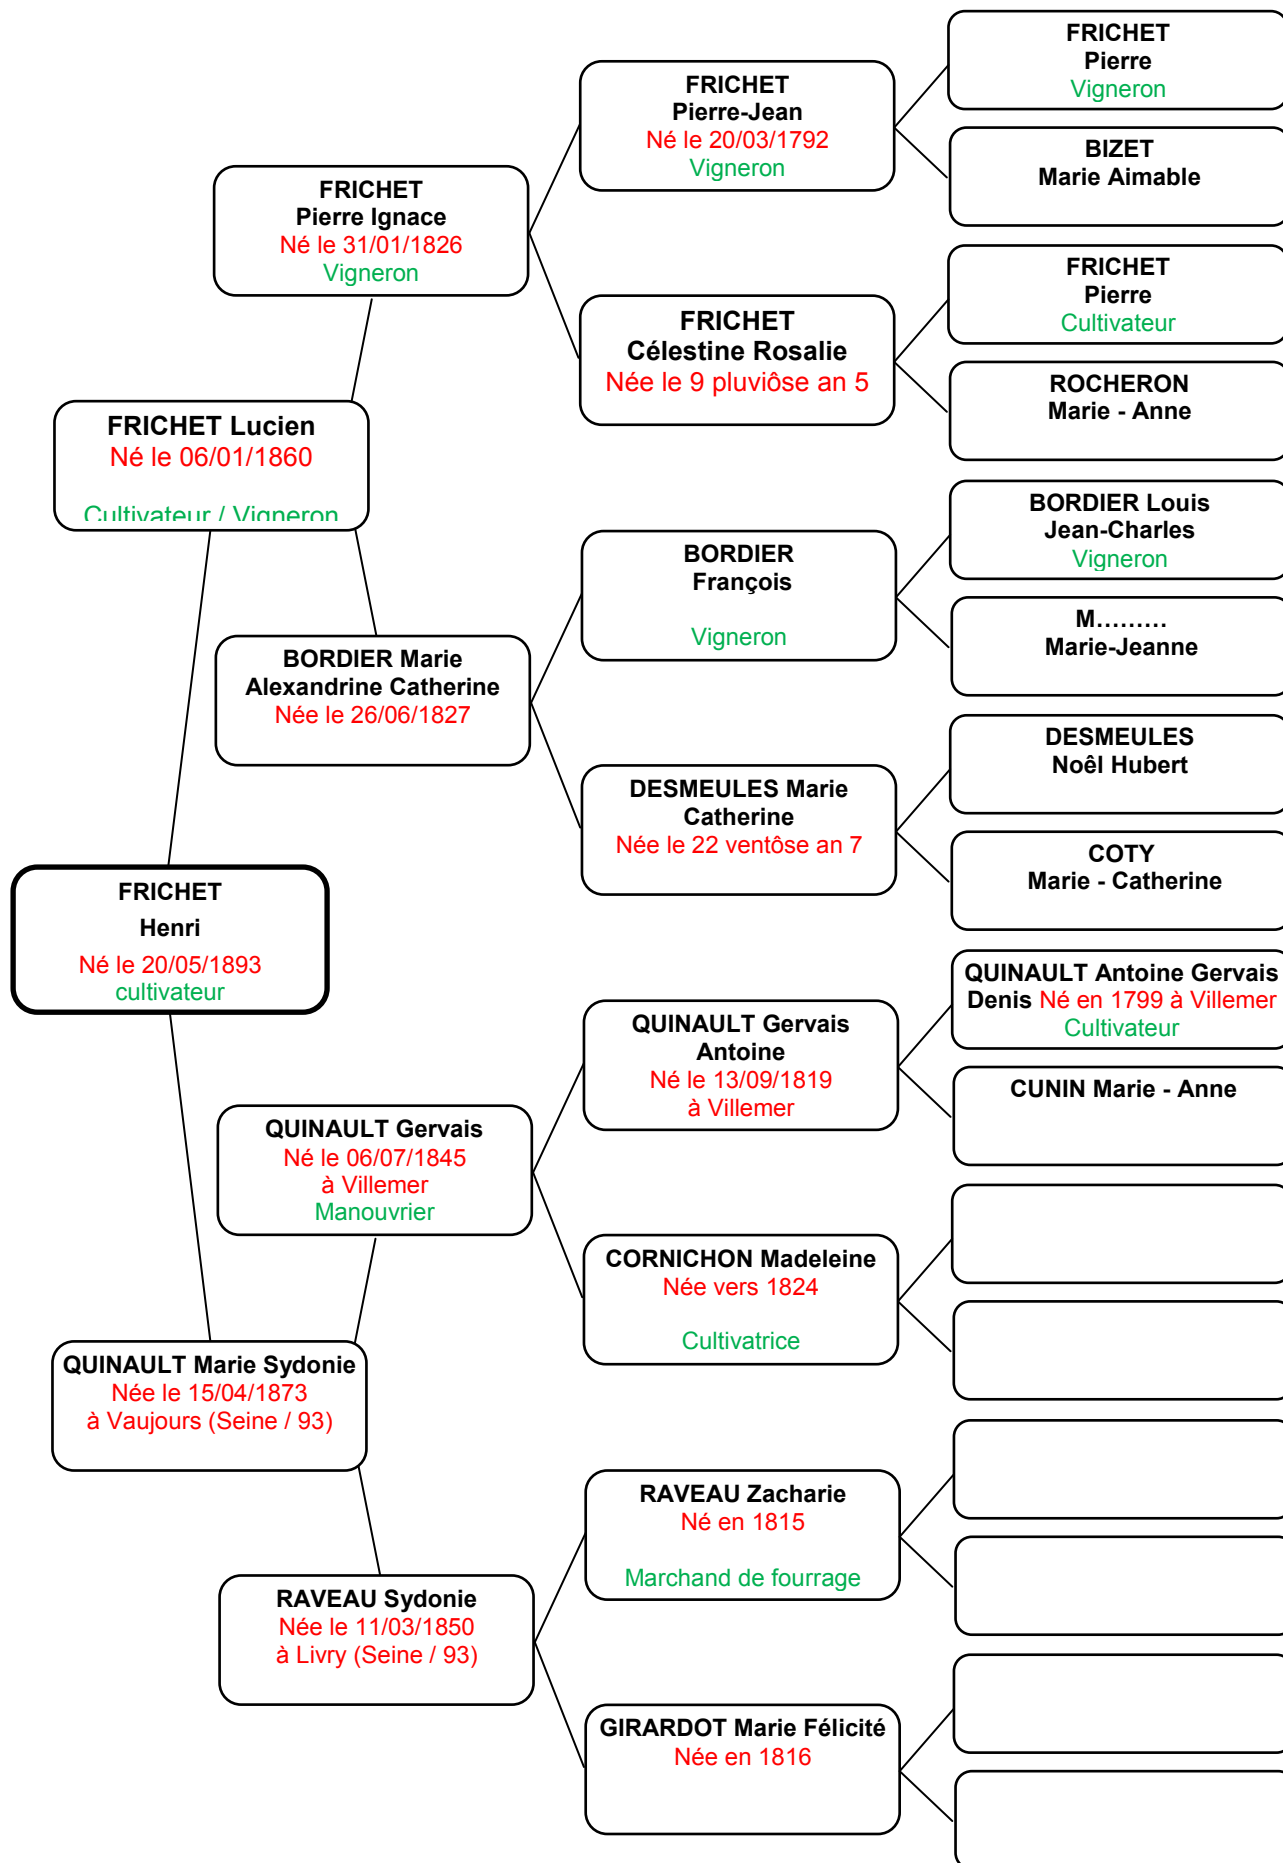 FRICHET
Pierre
Vigneron
FRICHET
Pierre-Jean
Né le 20/03/1792
Vigneron
BIZET
Marie Aimable
FRICHET
Pierre Ignace
Né le 31/01/1826
Vigneron
FRICHET
Pierre
Cultivateur
FRICHET
Célestine Rosalie
Née le 9 pluviôse an 5
ROCHERON
Marie - Anne
FRICHET Lucien
Né le 06/01/1860
Cultivateur / Vigneron
BORDIER Louis
Jean-Charles
Vigneron
BORDIER
François
Vigneron
M.........
Marie-Jeanne
BORDIER Marie
Alexandrine Catherine
Née le 26/06/1827
DESMEULES
Noêl Hubert
DESMEULES Marie
Catherine
Née le 22 ventôse an 7
COTY
Marie - Catherine
FRICHET
Henri
Né le 20/05/1893
cultivateur
QUINAULT Antoine Gervais
Denis Né en 1799 à Villemer
Cultivateur
QUINAULT Gervais
Antoine
Né le 13/09/1819
à Villemer
CUNIN Marie - Anne
QUINAULT Gervais
Né le 06/07/1845
à Villemer
Manouvrier
CORNICHON Madeleine
Née vers 1824
Cultivatrice
QUINAULT Marie Sydonie
Née le 15/04/1873
à Vaujours (Seine / 93)
RAVEAU Zacharie
Né en 1815
Marchand de fourrage
RAVEAU Sydonie
Née le 11/03/1850
à Livry (Seine / 93)
GIRARDOT Marie Félicité
Née en 1816